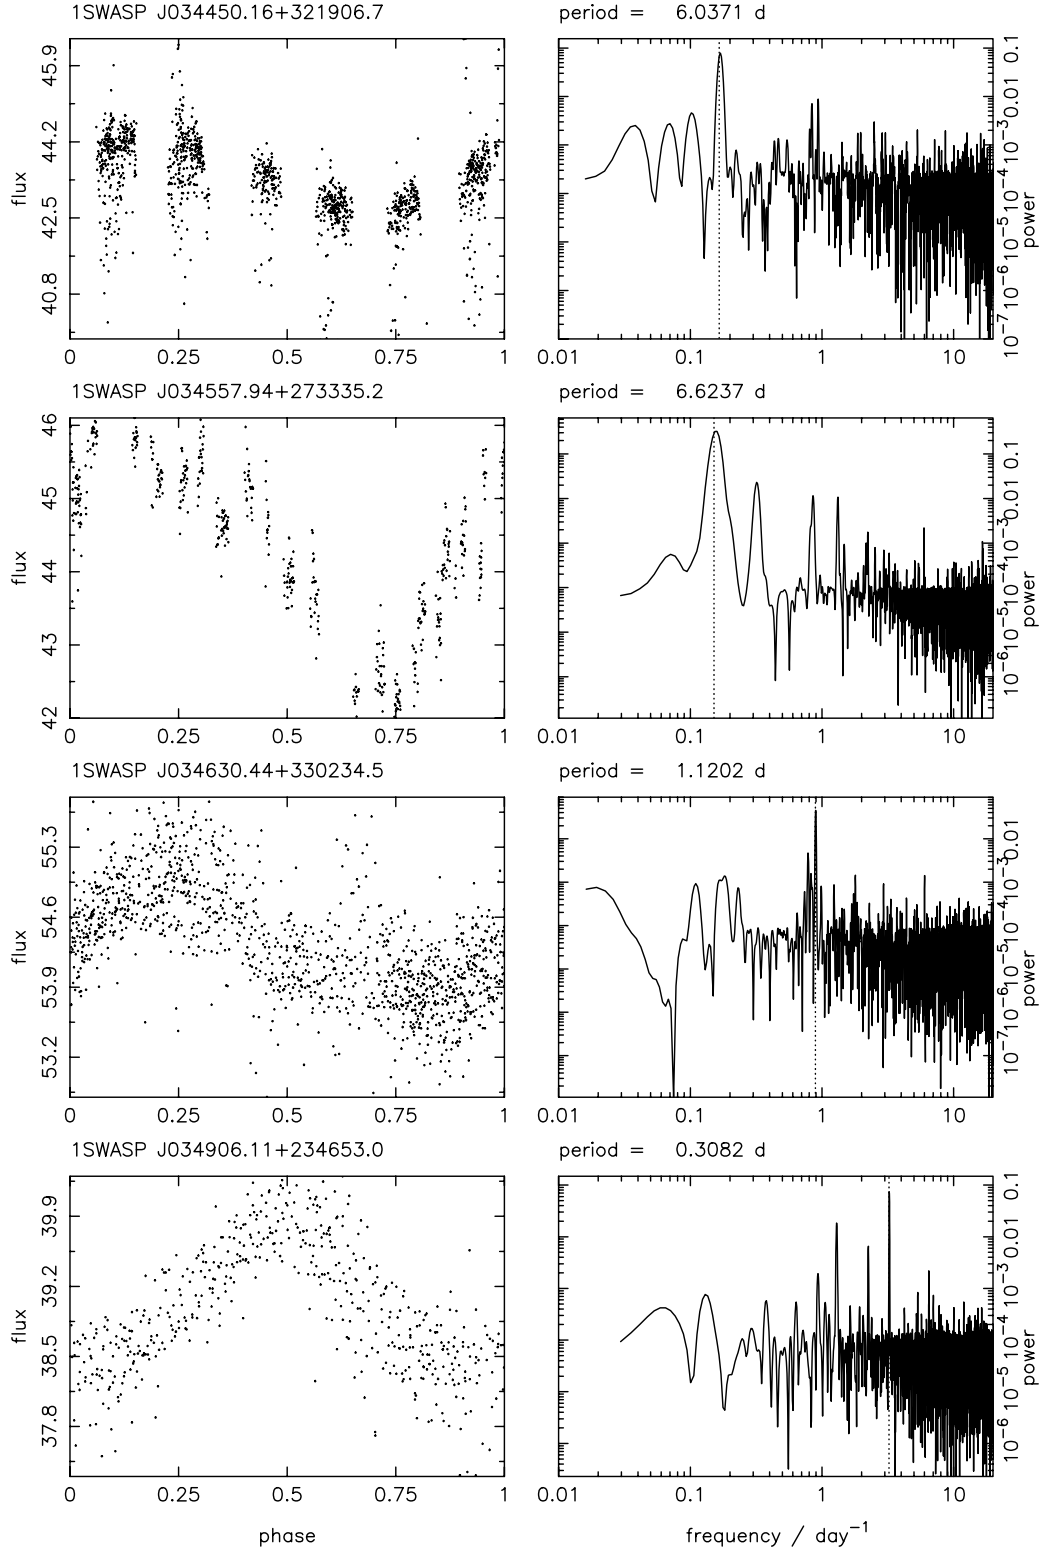 1SWASP J034450.16+321906.7
period = 6.0371 d
flux
45.9
44.2
42.5
40.8
0 0.25 0.5 0.75 1
0.1
0.01
10⁻³
10⁻⁴
10⁻⁵
10⁻⁶
10⁻⁷
power
0.01 0.1 1 10
1SWASP J034557.94+273335.2
period = 6.6237 d
flux
46
45
44
43
42
0 0.25 0.5 0.75 1
0.1
0.01
10⁻³
10⁻⁴
10⁻⁵
10⁻⁶
power
0.01 0.1 1 10
1SWASP J034630.44+330234.5
period = 1.1202 d
flux
55.3
54.6
53.9
53.2
0 0.25 0.5 0.75 1
0.01
10⁻³
10⁻⁴
10⁻⁵
10⁻⁶
10⁻⁷
power
0.01 0.1 1 10
1SWASP J034906.11+234653.0
period = 0.3082 d
flux
39.9
39.2
38.5
37.8
0 0.25 0.5 0.75 1
0.1
0.01
10⁻³
10⁻⁴
10⁻⁵
10⁻⁶
power
0.01 0.1 1 10
phase
frequency / day⁻¹